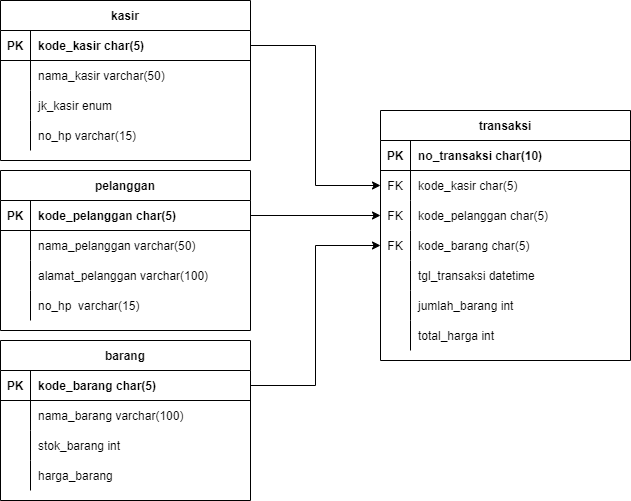 kasir
PK kode_kasir char(5)
nama_kasir varchar(50)
jk_kasir enum
no_hp varchar(15)
pelanggan
PK kode_pelanggan char(5)
nama_pelanggan varchar(50)
alamat_pelanggan varchar(100)
no_hp  varchar(15)
barang
PK kode_barang char(5)
nama_barang varchar(100)
stok_barang int
harga_barang
transaksi
PK no_transaksi char(10)
FK kode_kasir char(5)
FK kode_pelanggan char(5)
FK kode_barang char(5)
tgl_transaksi datetime
jumlah_barang int
total_harga int